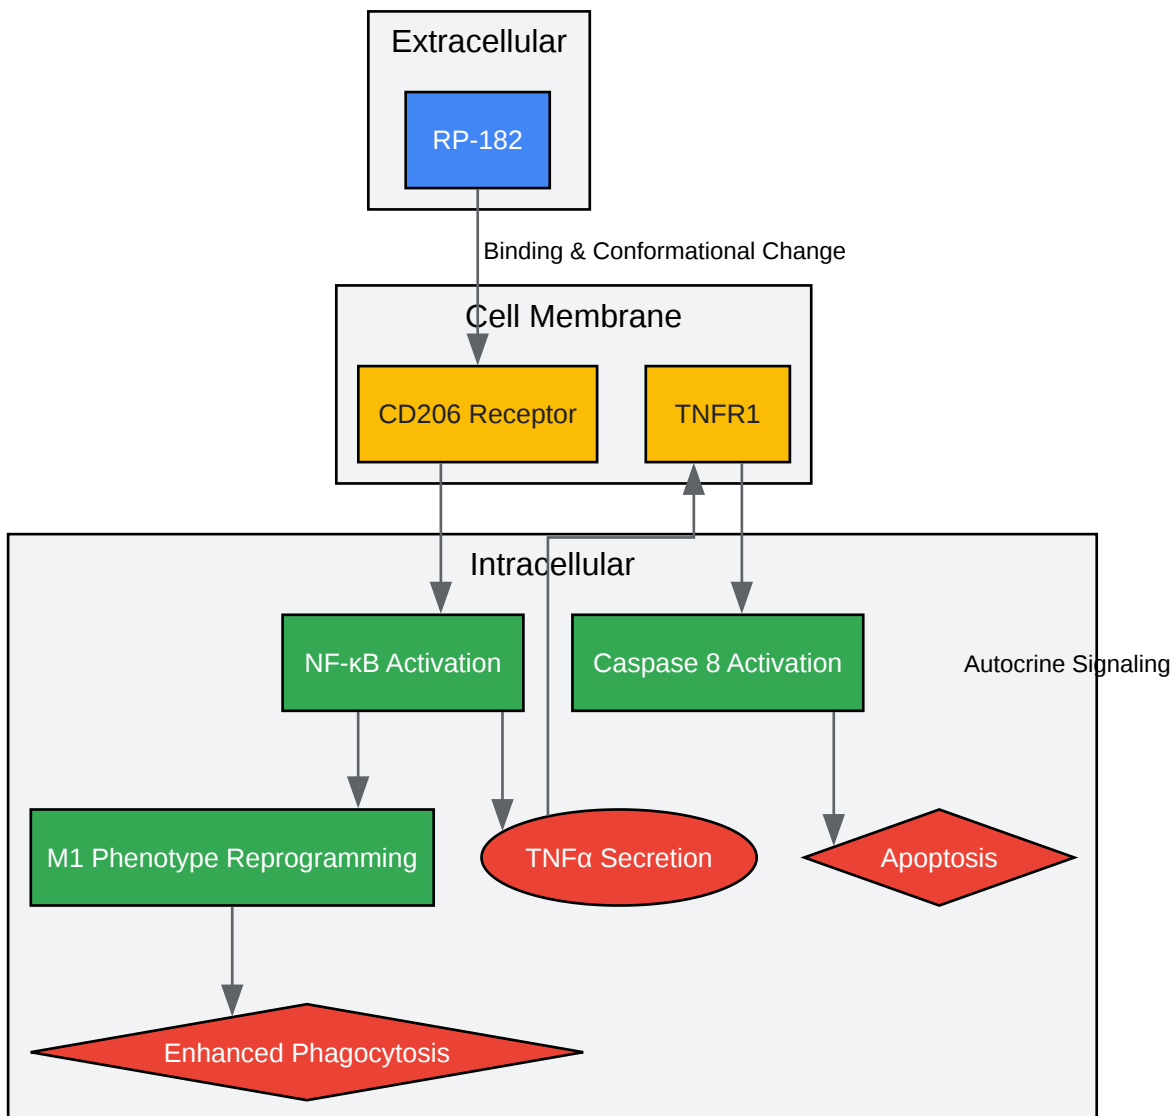 Extracellular
RP-182
Binding & Conformational Change
Cell Membrane
CD206 Receptor
TNFR1
Intracellular
NF-κB Activation
Caspase 8 Activation
Autocrine Signaling
M1 Phenotype Reprogramming
TNFα Secretion
Apoptosis
Enhanced Phagocytosis